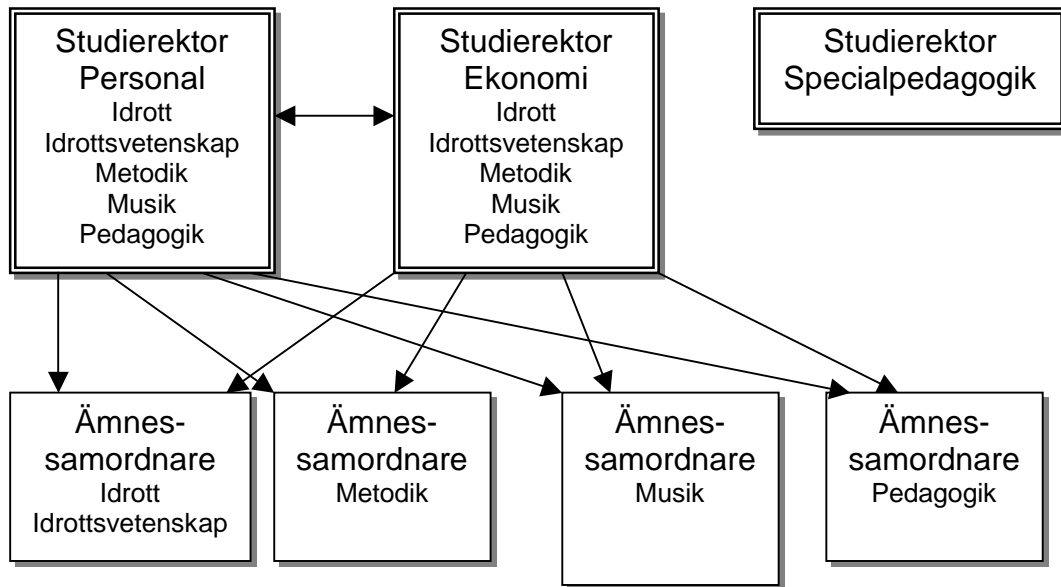 Studierektor
Personal
Idrott
Idrottsvetenskap
Metodik
Musik
Pedagogik
Studierektor
Ekonomi
Idrott
Idrottsvetenskap
Metodik
Musik
Pedagogik
Studierektor
Specialpedagogik
Ämnes-
samordnare
Idrott
Idrottsvetenskap
Ämnes-
samordnare
Metodik
Ämnes-
samordnare
Musik
Ämnes-
samordnare
Pedagogik